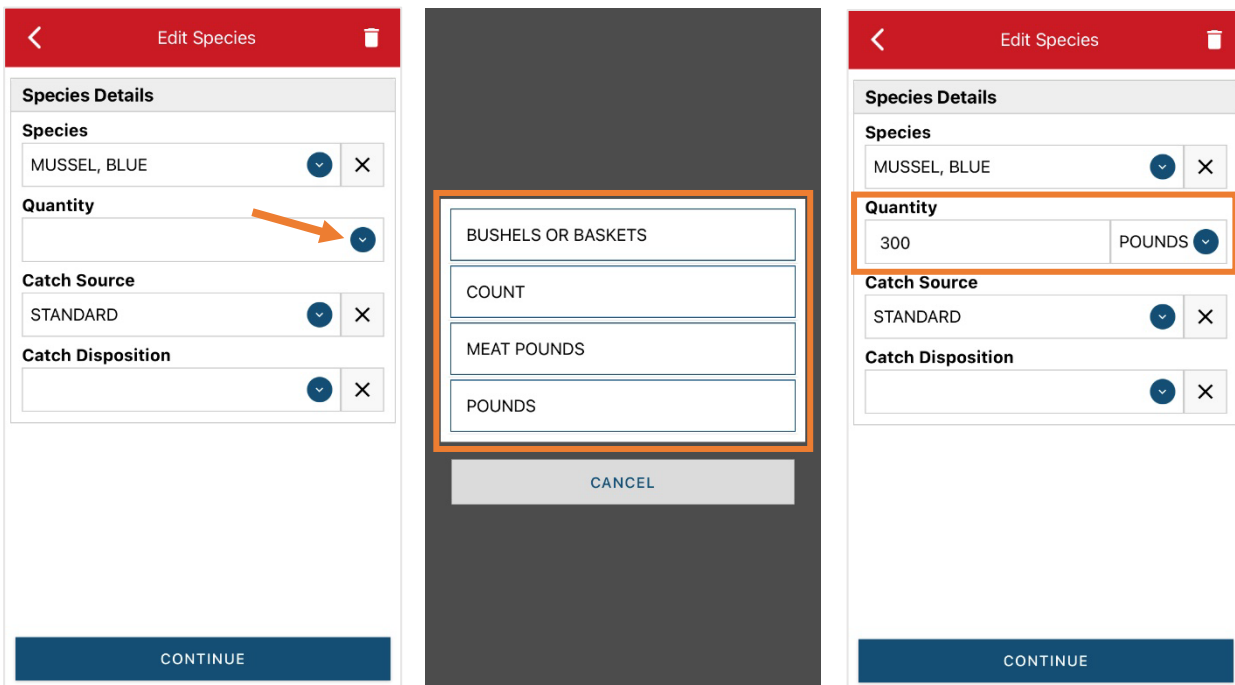 Edit Species
Species Details
Species
MUSSEL, BLUE
Quantity
Catch Source
STANDARD
Catch Disposition
CONTINUE
BUSHELS OR BASKETS
COUNT
MEAT POUNDS
POUNDS
CANCEL
Edit Species
Species Details
Species
MUSSEL, BLUE
Quantity
300 POUNDS
Catch Source
STANDARD
Catch Disposition
CONTINUE